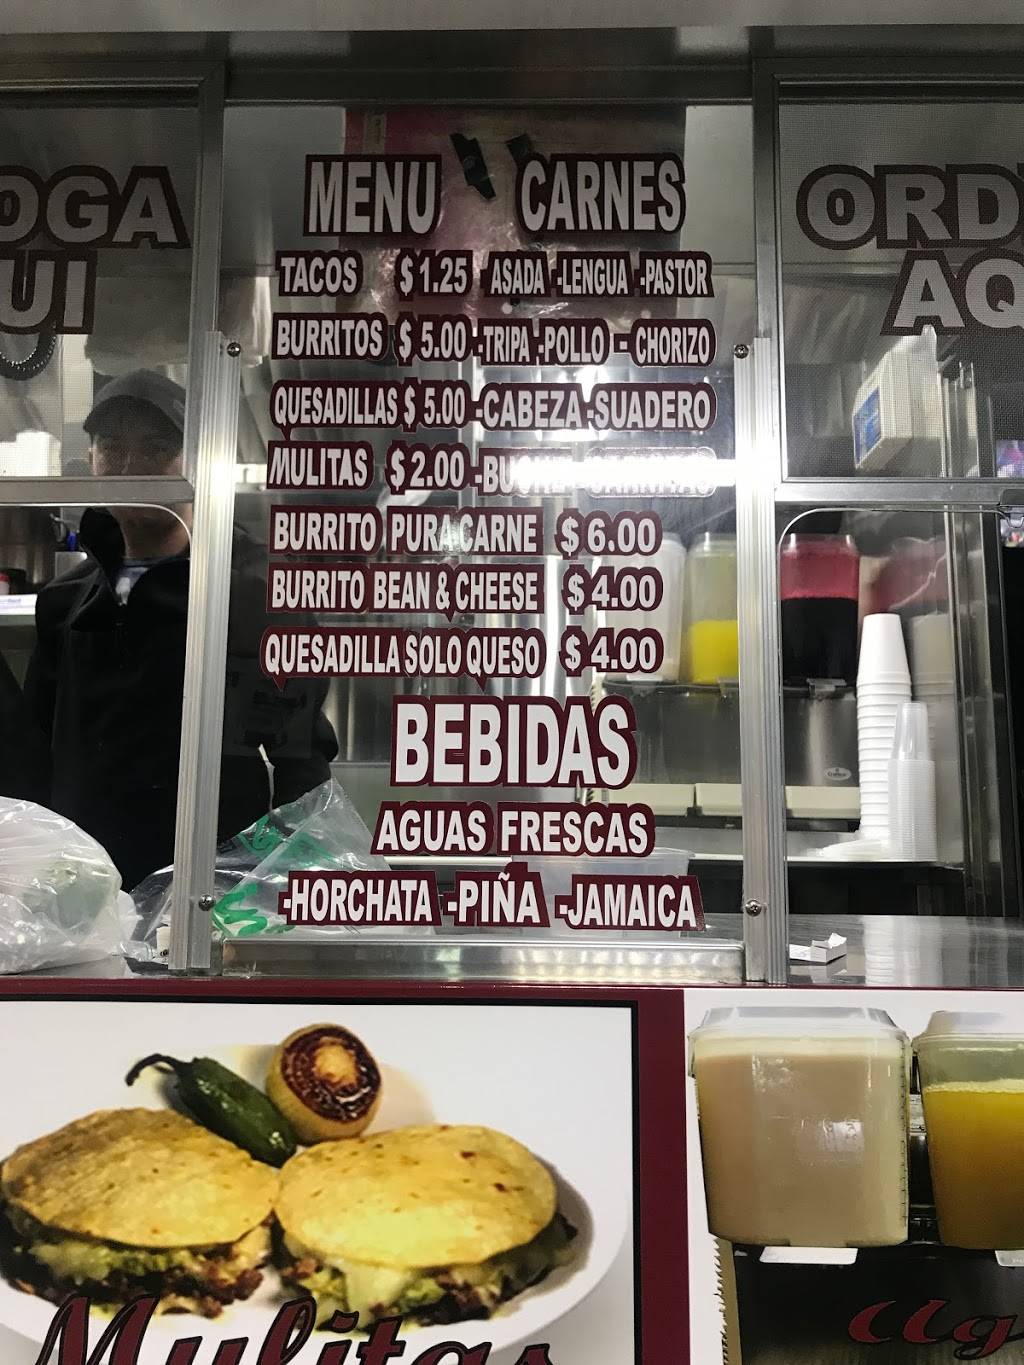 MENU CARNES
TACOS $1.25 ASADA -LENGUA -PASTOR
BURRITOS $5.00 -TRIPA -POLLO - CHORIZO
QUESADILLAS $5.00 -CABEZA -SUADERO
MULITAS $2.00
BURRITO PURA CARNE $6.00
BURRITO BEAN & CHEESE $4.00
QUESADILLA SOLO QUESO $4.00
BEBIDAS
AGUAS FRESCAS
-HORCHATA -PIÑA -JAMAICA
OGA
UI
ORD
AQ
Mulitas
Ag